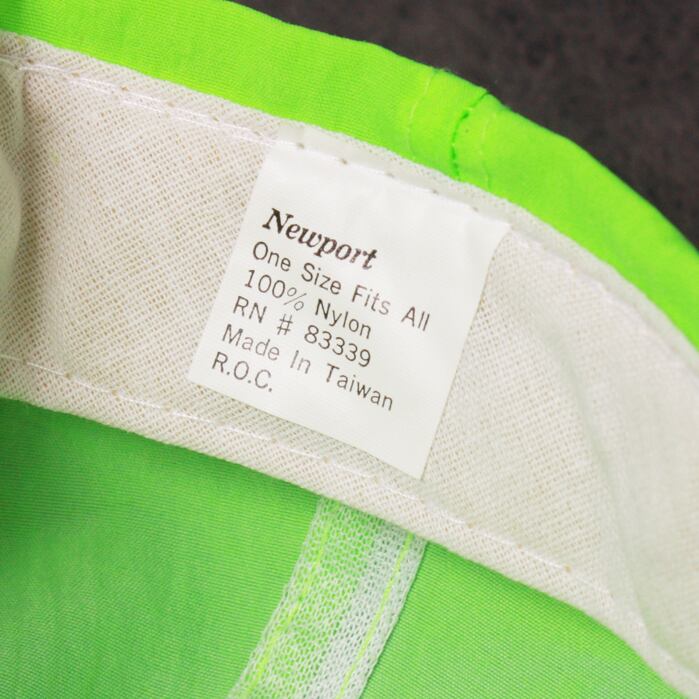 Newport
One Size Fits All
100% Nylon
RN # 83339
Made In Taiwan
R.O.C.